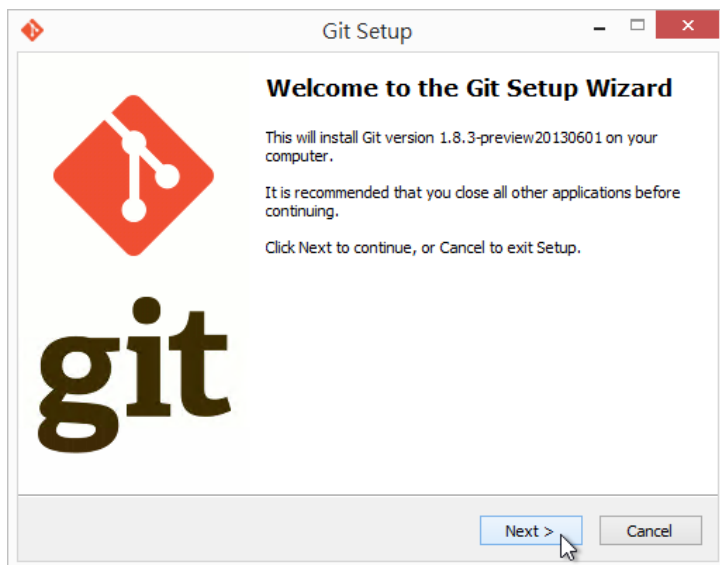 Git Setup
Welcome to the Git Setup Wizard
This will install Git version 1.8.3-preview20130601 on your
computer.
It is recommended that you close all other applications before
continuing.
Click Next to continue, or Cancel to exit Setup.
git
Next >
Cancel